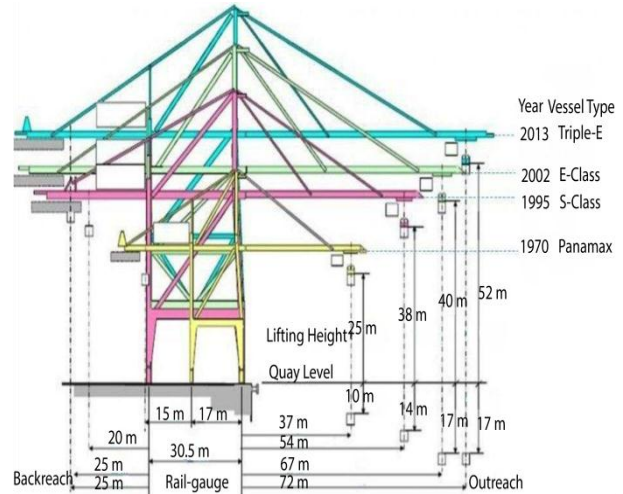 Year Vessel Type
2013 Triple-E
2002 E-Class
1995 S-Class
1970 Panamax
52 m
40 m
38 m
25 m
Lifting Height
Quay Level
10 m
14 m
17 m
17 m
15 m
17 m
37 m
20 m
54 m
30.5 m
25 m
67 m
Backreach
25 m
Rail-gauge
72 m
Outreach